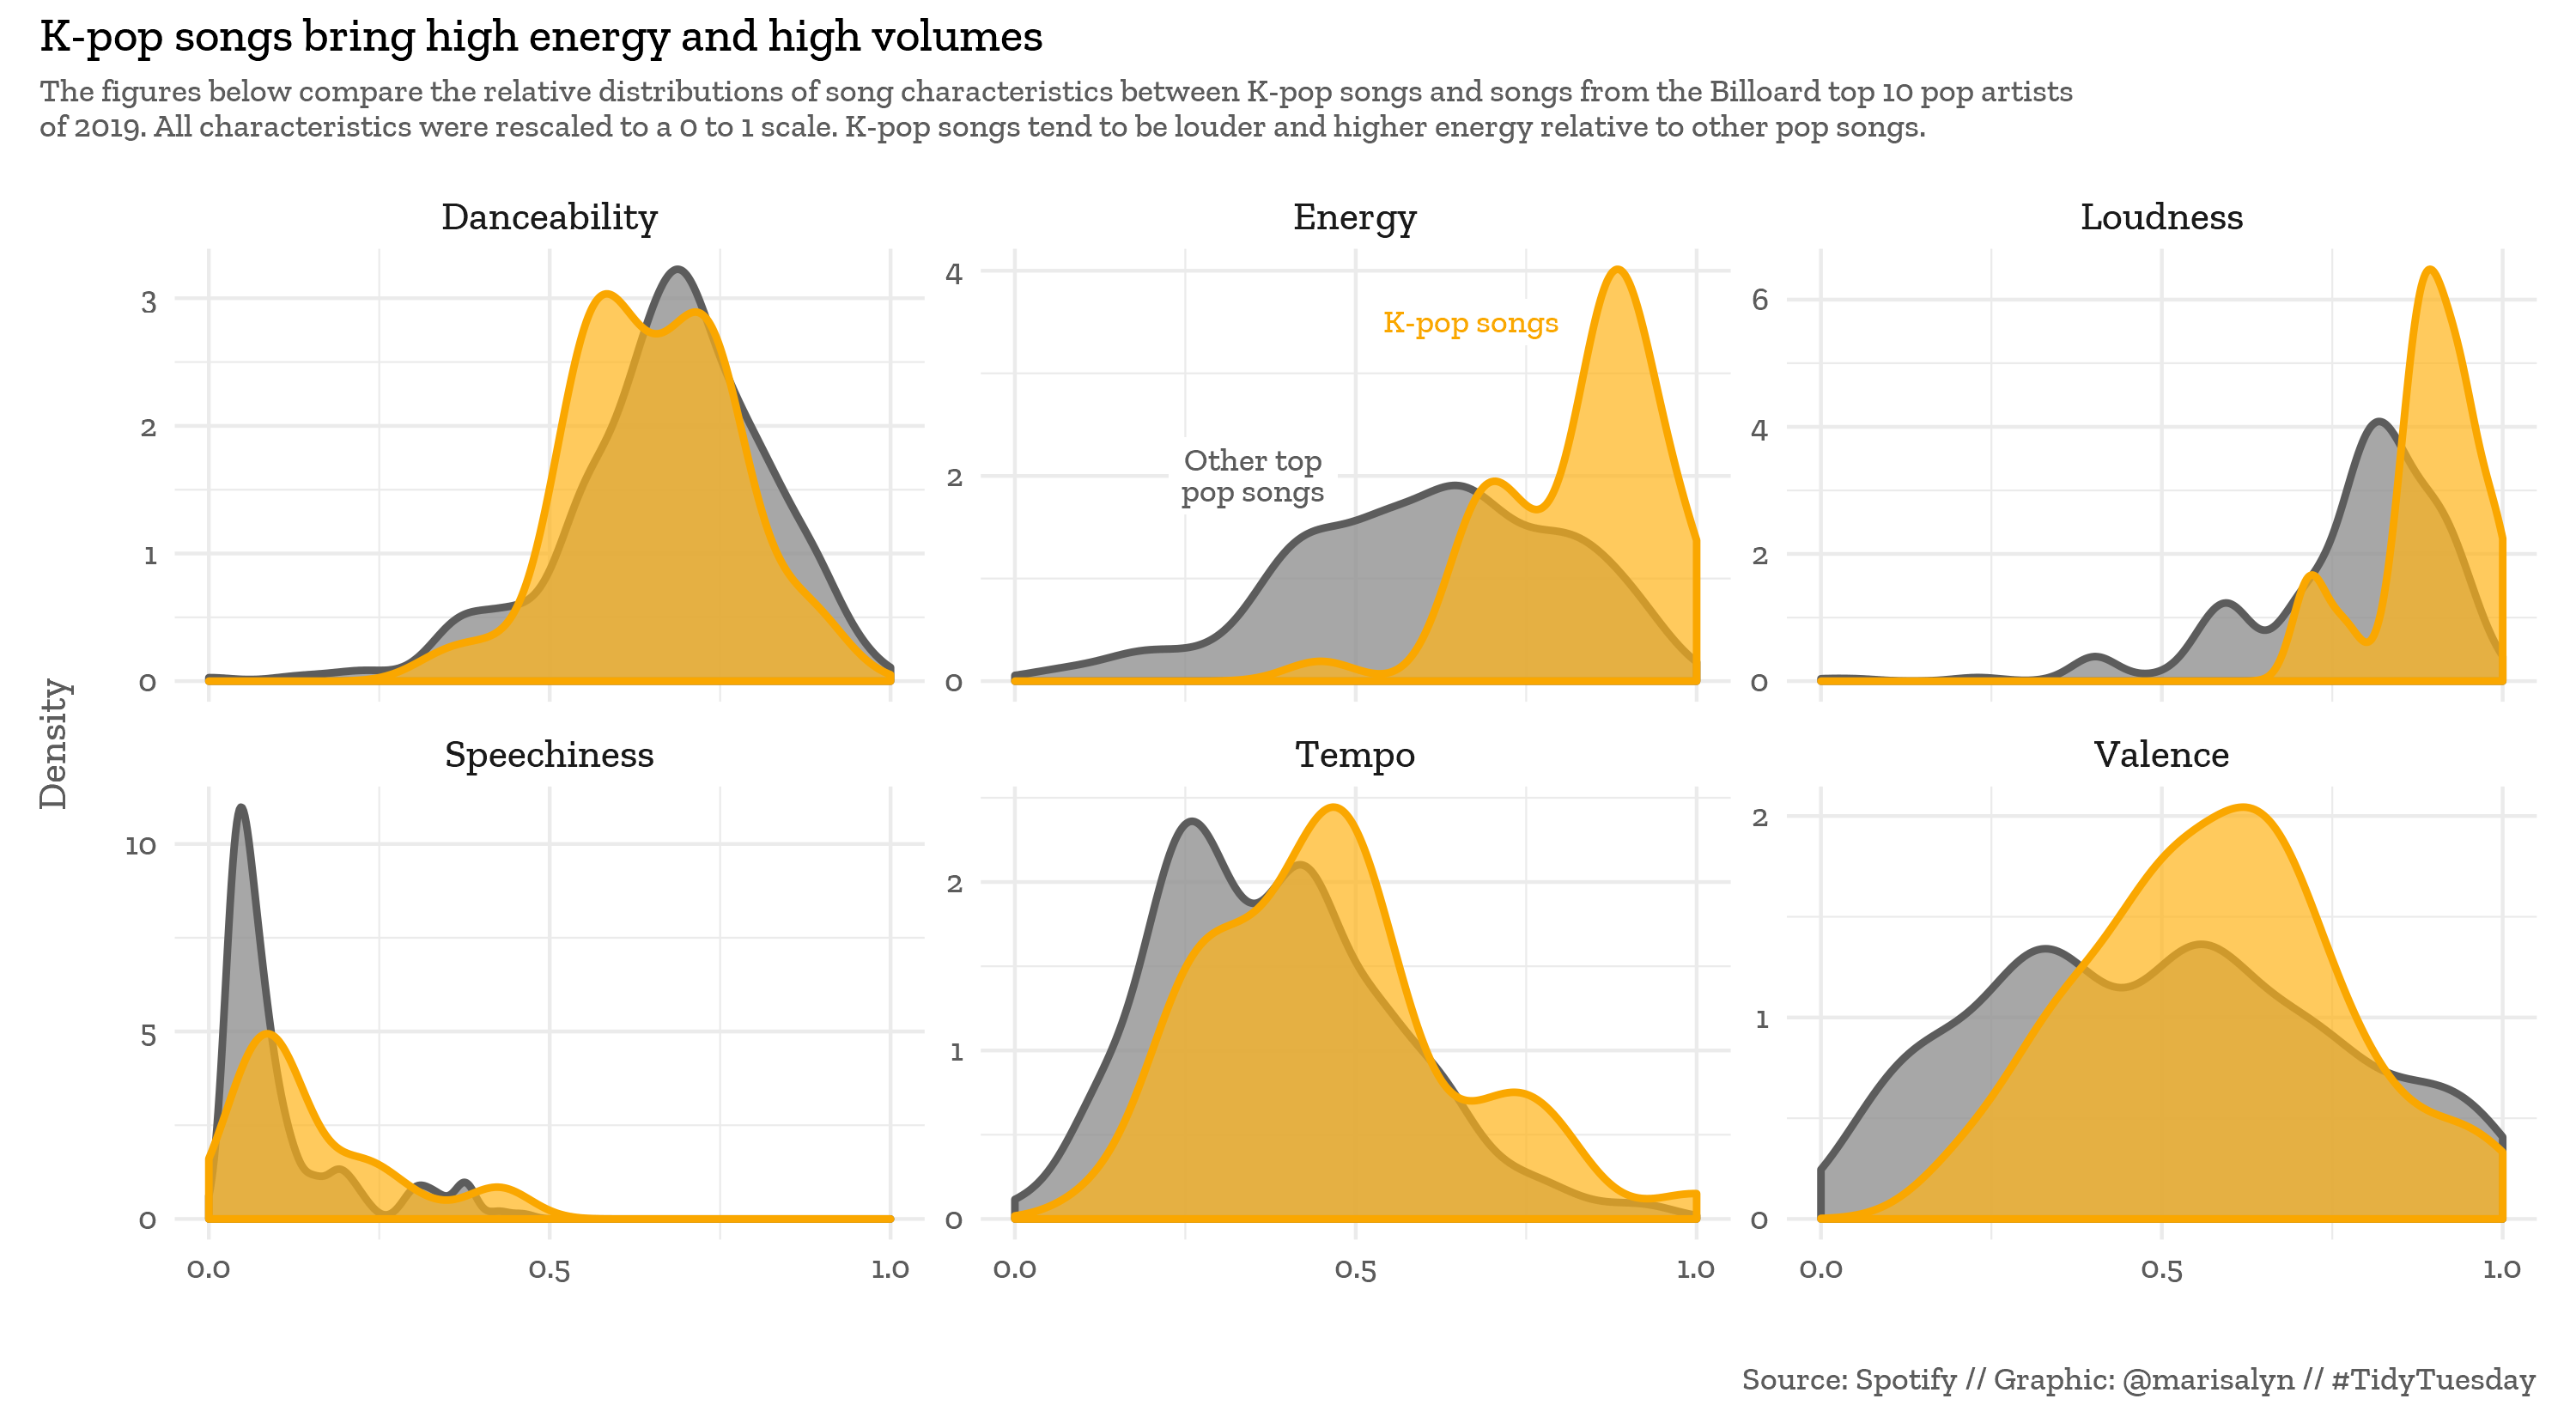 K-pop songs bring high energy and high volumes
The figures below compare the relative distributions of song characteristics between K-pop songs and songs from the Billoard top 10 pop artists
of 2019. All characteristics were rescaled to a 0 to 1 scale. K-pop songs tend to be louder and higher energy relative to other pop songs.
Density
Danceability
3
2
1
0
Energy
4
2
0
K-pop songs
Other top
pop songs
Loudness
6
4
2
0
Speechiness
10
5
0
0.0 0.5 1.0
Tempo
2
1
0
0.0 0.5 1.0
Valence
2
1
0
0.0 0.5 1.0
Source: Spotify // Graphic: @marisalyn // #TidyTuesday